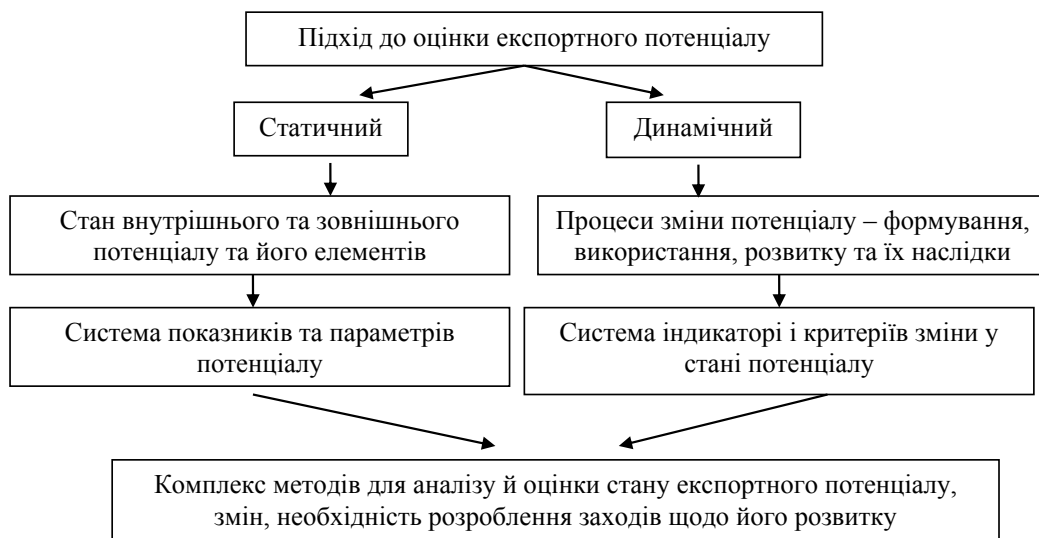 Підхід до оцінки експортного потенціалу
Статичний
Динамічний
Стан внутрішнього та зовнішнього
потенціалу та його елементів
Процеси зміни потенціалу – формування,
використання, розвитку та їх наслідки
Система показників та параметрів
потенціалу
Система індикаторі і критеріїв зміни у
стані потенціалу
Комплекс методів для аналізу й оцінки стану експортного потенціалу,
змін, необхідність розроблення заходів щодо його розвитку